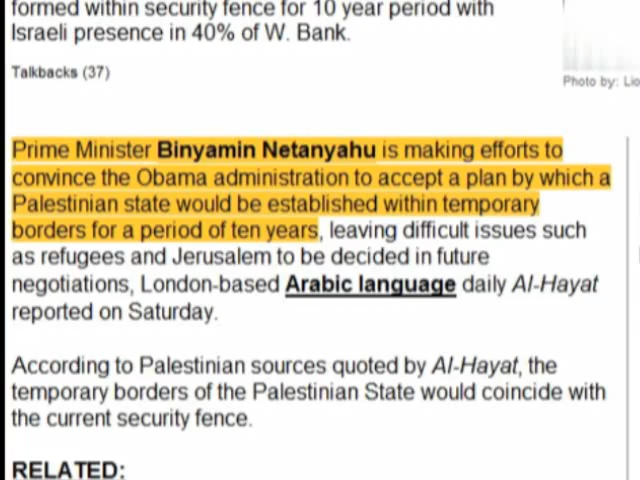 formed within security fence for 10 year period with
Israeli presence in 40% of W. Bank.
Talkbacks (37)
Photo by: Lio
Prime Minister Binyamin Netanyahu is making efforts to
convince the Obama administration to accept a plan by which a
Palestinian state would be established within temporary
borders for a period of ten years, leaving difficult issues such
as refugees and Jerusalem to be decided in future
negotiations, London-based Arabic language daily Al-Hayat
reported on Saturday.
According to Palestinian sources quoted by Al-Hayat, the
temporary borders of the Palestinian State would coincide with
the current security fence.
RELATED: